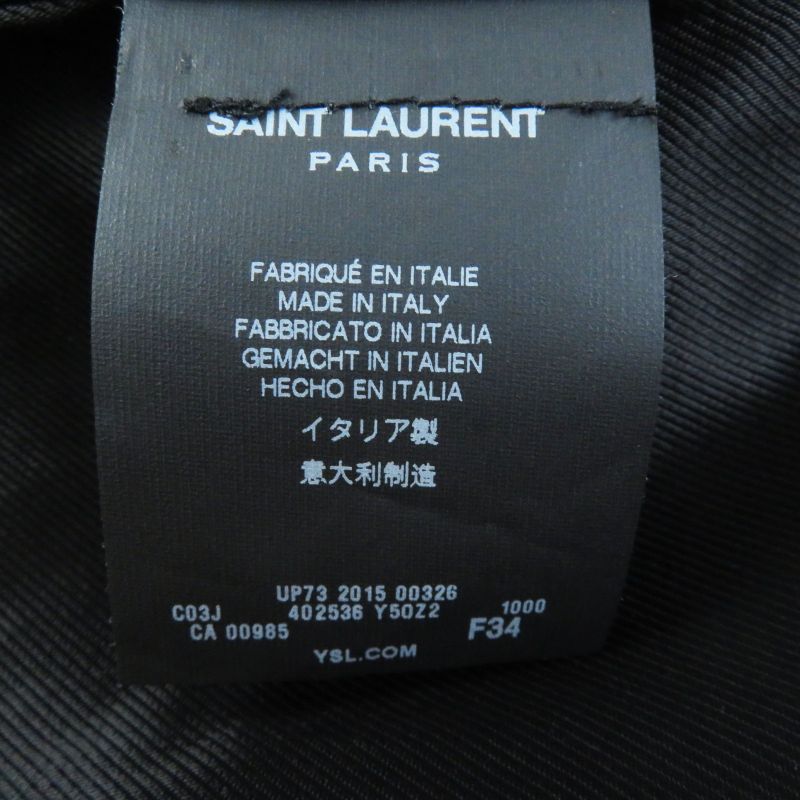 SAINT LAURENT
PARIS
FABRIQUÉ EN ITALIE
MADE IN ITALY
FABBRICATO IN ITALIA
GEMACHT IN ITALIEN
HECHO EN ITALIA
イタリア製
意大利制造
UP73 2015 00326
C03J 402536 Y5OZ2 1000
CA 00985 F34
YSL.COM